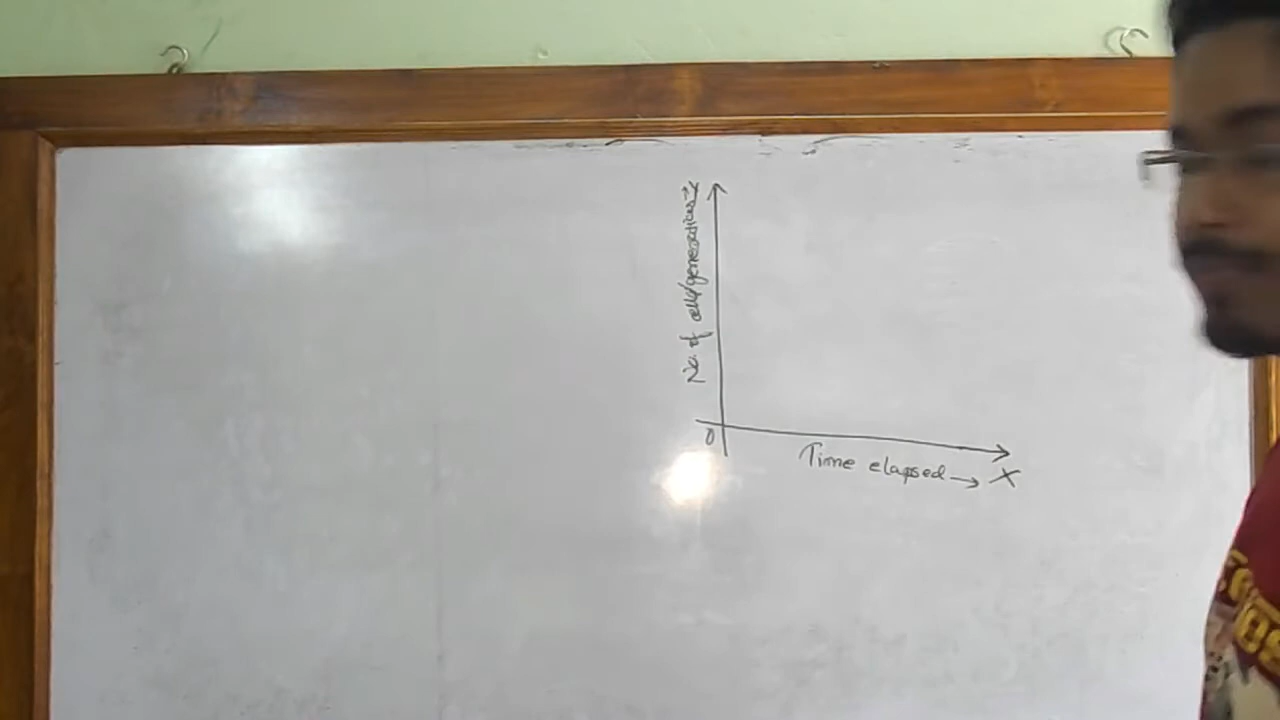 No. of cells/generations → Y
0
Time elapsed → X